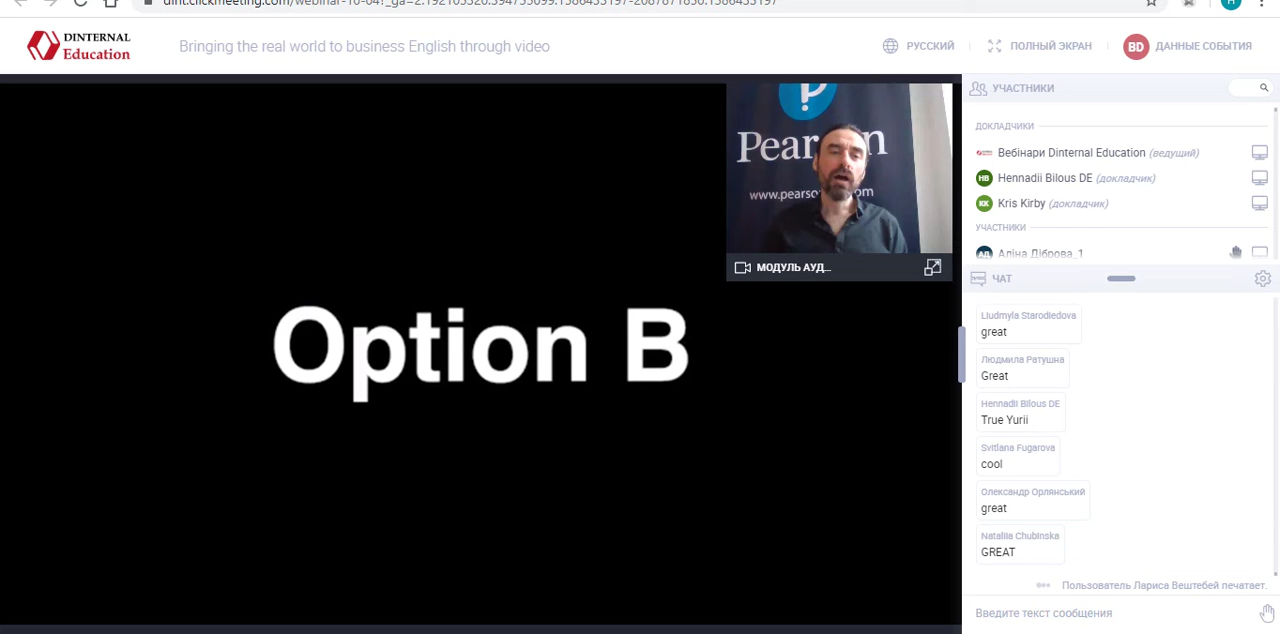 DINTERNAL
Education
Bringing the real world to business English through video
РУССКИЙ
ПОЛНЫЙ ЭКРАН
BD
ДАННЫЕ СОБЫТИЯ
Option B
Pearson
www.pearson.com
МОДУЛЬ АУД...
УЧАСТНИКИ
ДОКЛАДЧИКИ
Вебінари Dinternal Education (ведущий)
HB Hennadii Bilous DE (докладчик)
KK Kris Kirby (докладчик)
УЧАСТНИКИ
АД Аліна Діброва_1
ЧАТ
Liudmyla Starodiedova
great
Людмила Ратушна
Great
Hennadii Bilous DE
True Yurii
Svitlana Fugarova
cool
Олександр Орлянський
great
Nataliia Chubinska
GREAT
Пользователь Лариса Вештебей печатает.
Введите текст сообщения